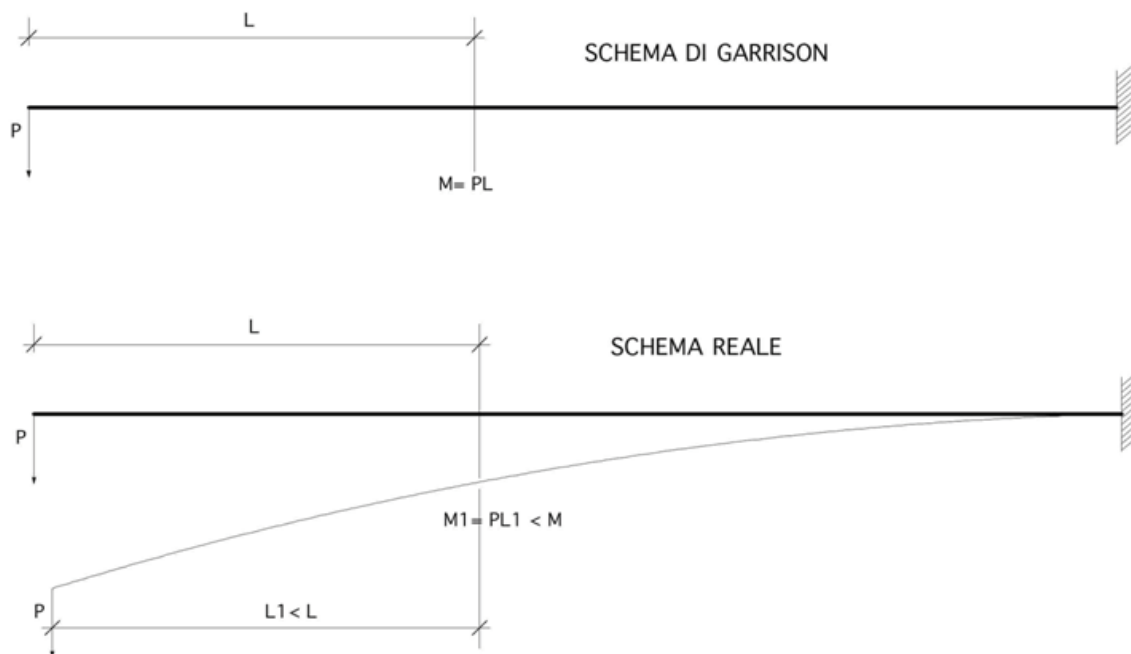 L
SCHEMA DI GARRISON
P
M= PL
L
SCHEMA REALE
P
M1= PL1 < M
P
L1< L